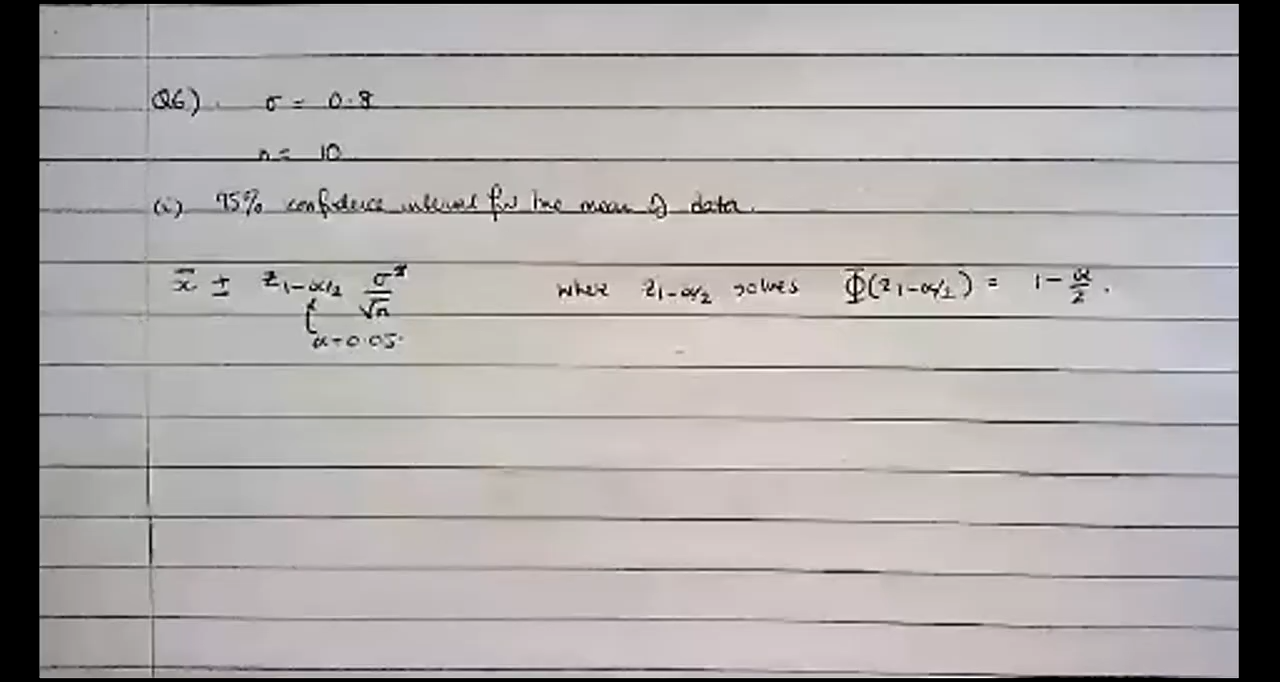 Q6). σ = 0.8
n = 10
(i) 95% confidence interval for the mean of data.
x̄ ± z₁₋α/₂ σ/√n where z₁₋α/₂ solves Φ(z₁₋α/₂) = 1 - α/2.
α = 0.05.